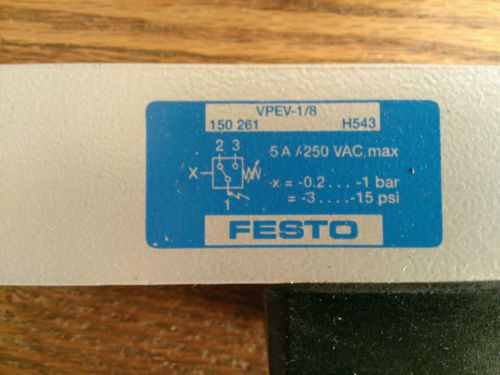 VPEV-1/8
150 261 H543
2 3
5 A / 250 VAC, max
X
-x = -0.2 . . . . -1 bar
= -3 . . . . . -15 psi
1
FESTO